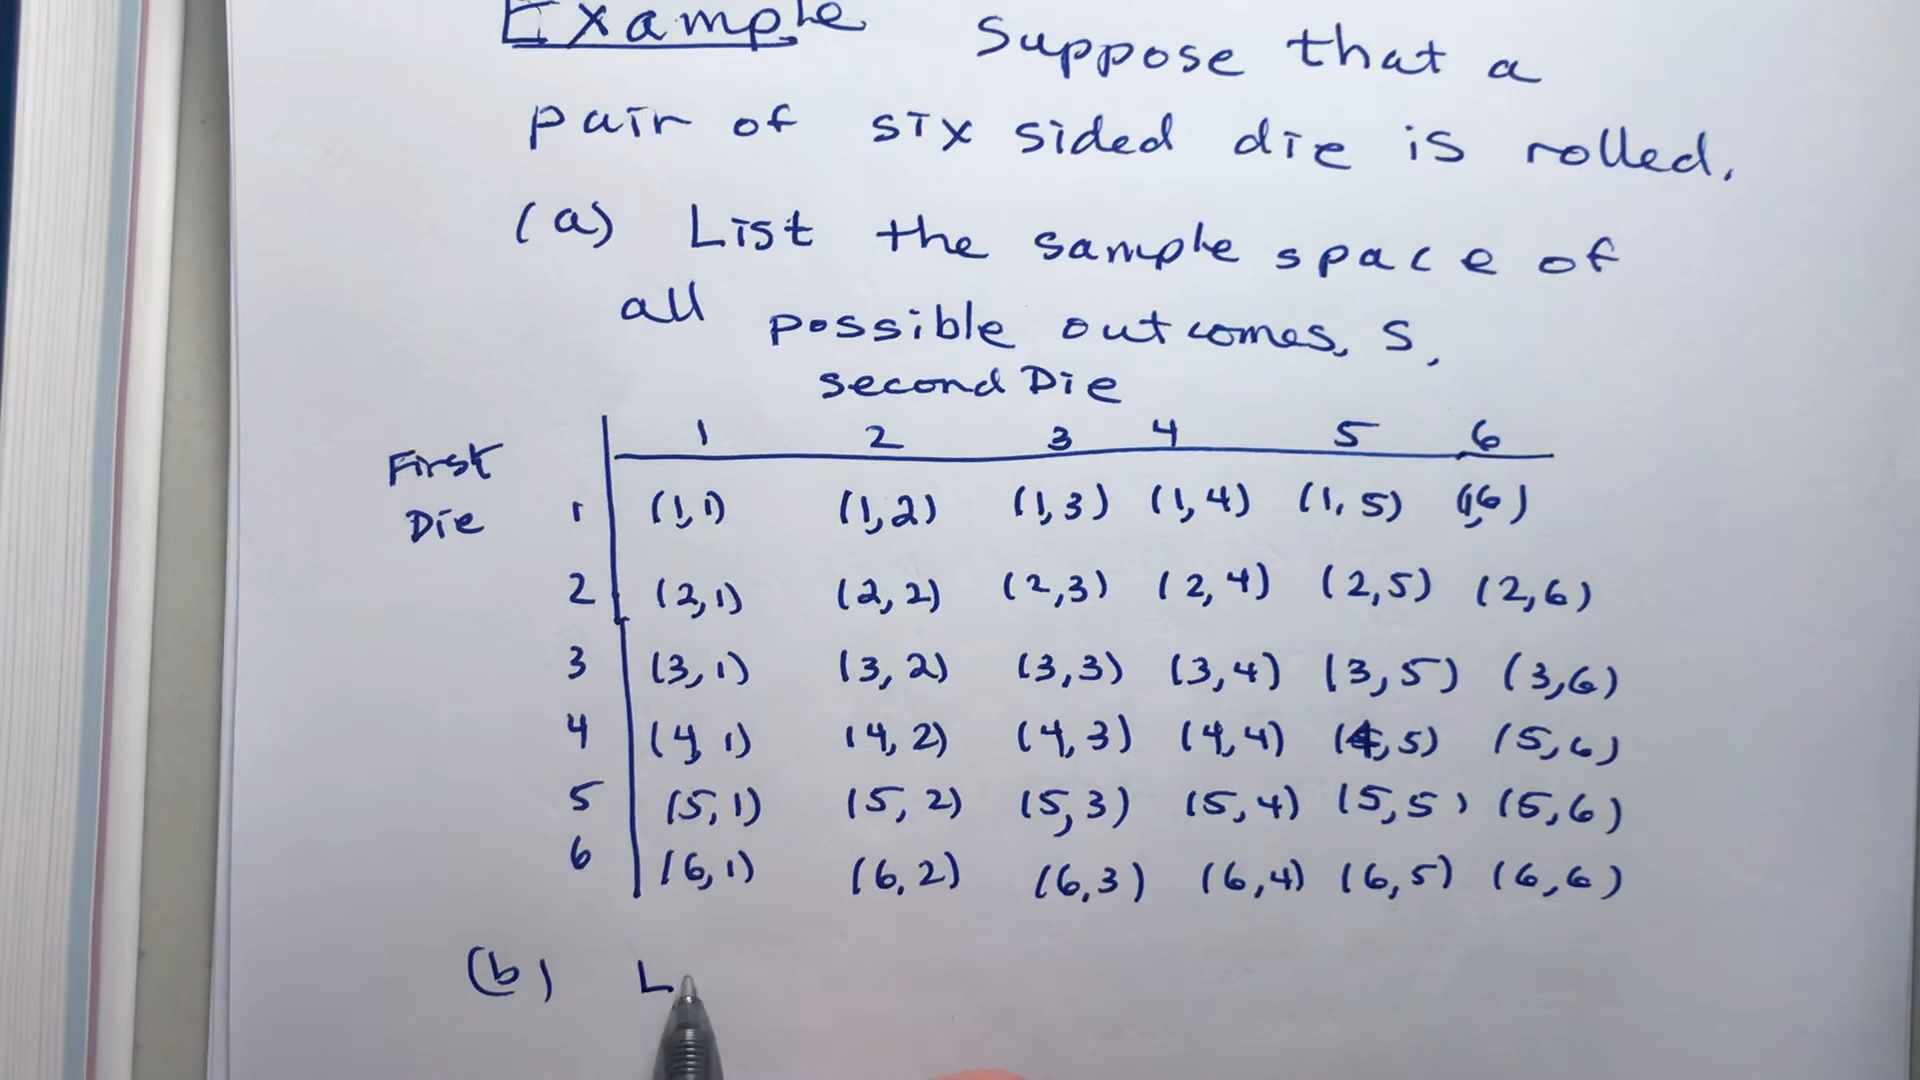 Example Suppose that a
pair of six sided die is rolled.
(a) List the sample space of
all possible outcomes, S.
Second Die
1 2 3 4 5 6
First
Die
1 (1,1) (1,2) (1,3) (1,4) (1,5) (1,6)
2 (2,1) (2,2) (2,3) (2,4) (2,5) (2,6)
3 (3,1) (3,2) (3,3) (3,4) (3,5) (3,6)
4 (4,1) (4,2) (4,3) (4,4) (4,5) (5,6)
5 (5,1) (5,2) (5,3) (5,4) (5,5) (5,6)
6 (6,1) (6,2) (6,3) (6,4) (6,5) (6,6)
(b) L